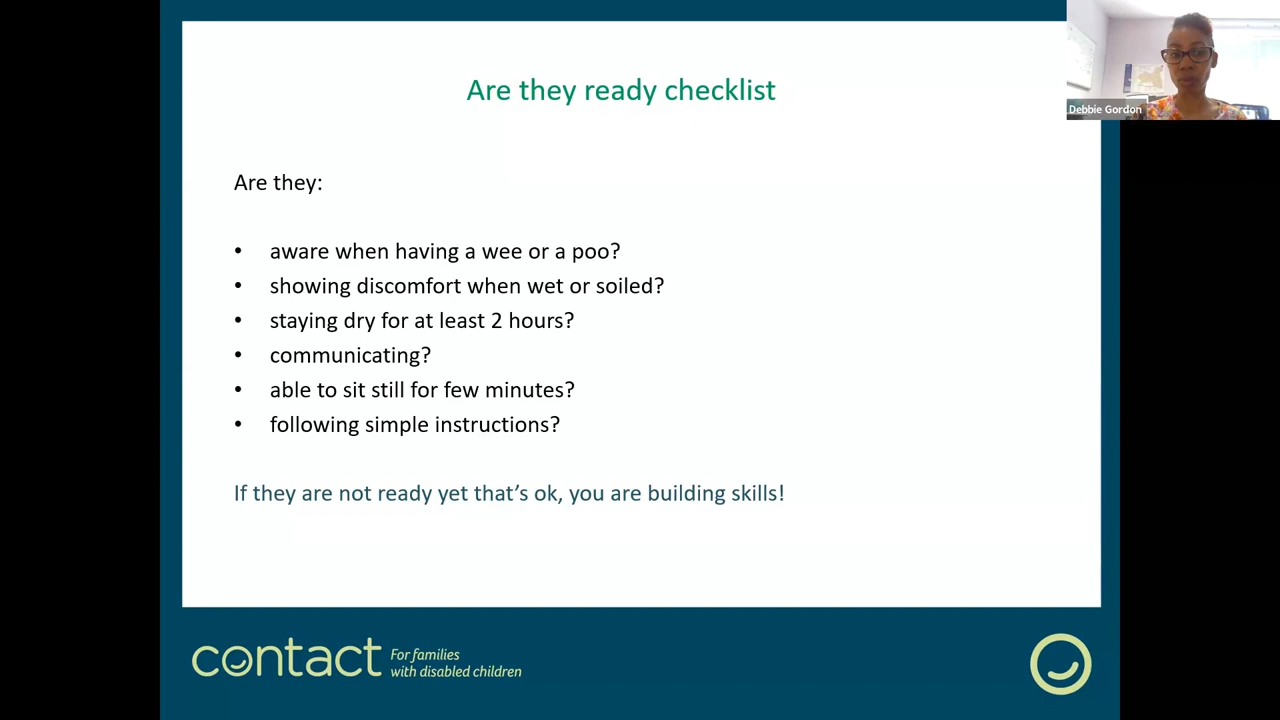 Are they ready checklist
Debbie Gordon
Are they:
• aware when having a wee or a poo?
• showing discomfort when wet or soiled?
• staying dry for at least 2 hours?
• communicating?
• able to sit still for few minutes?
• following simple instructions?
If they are not ready yet that's ok, you are building skills!
contact
For families
with disabled children